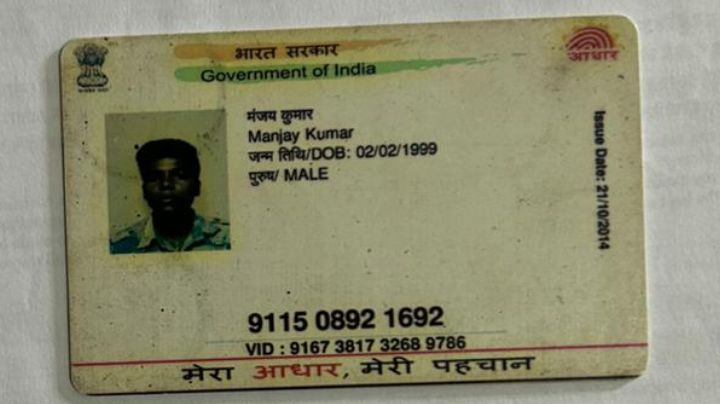 भारत सरकार
Government of India
आधार
मंजय कुमार
Manjay Kumar
जन्म तिथि/DOB: 02/02/1999
पुरुष/ MALE
Issue Date: 21/10/2014
9115 0892 1692
VID : 9167 3817 3268 9786
मेरा आधार, मेरी पहचान